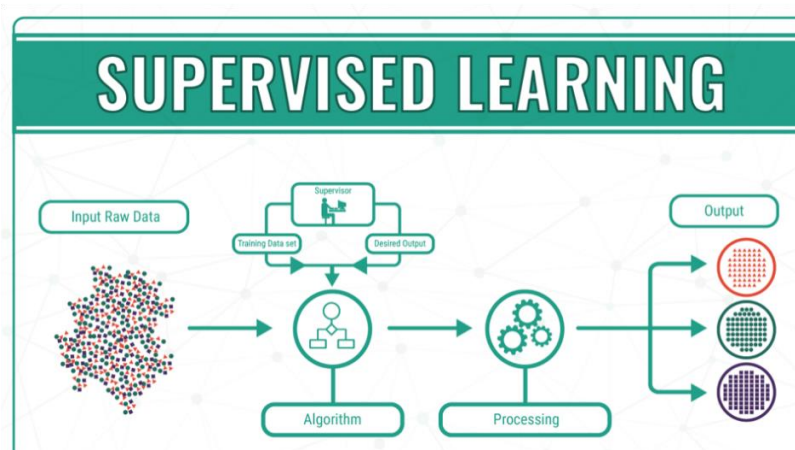 SUPERVISED LEARNING
Supervisor
Input Raw Data
Output
Training Data set
Desired Output
Algorithm
Processing